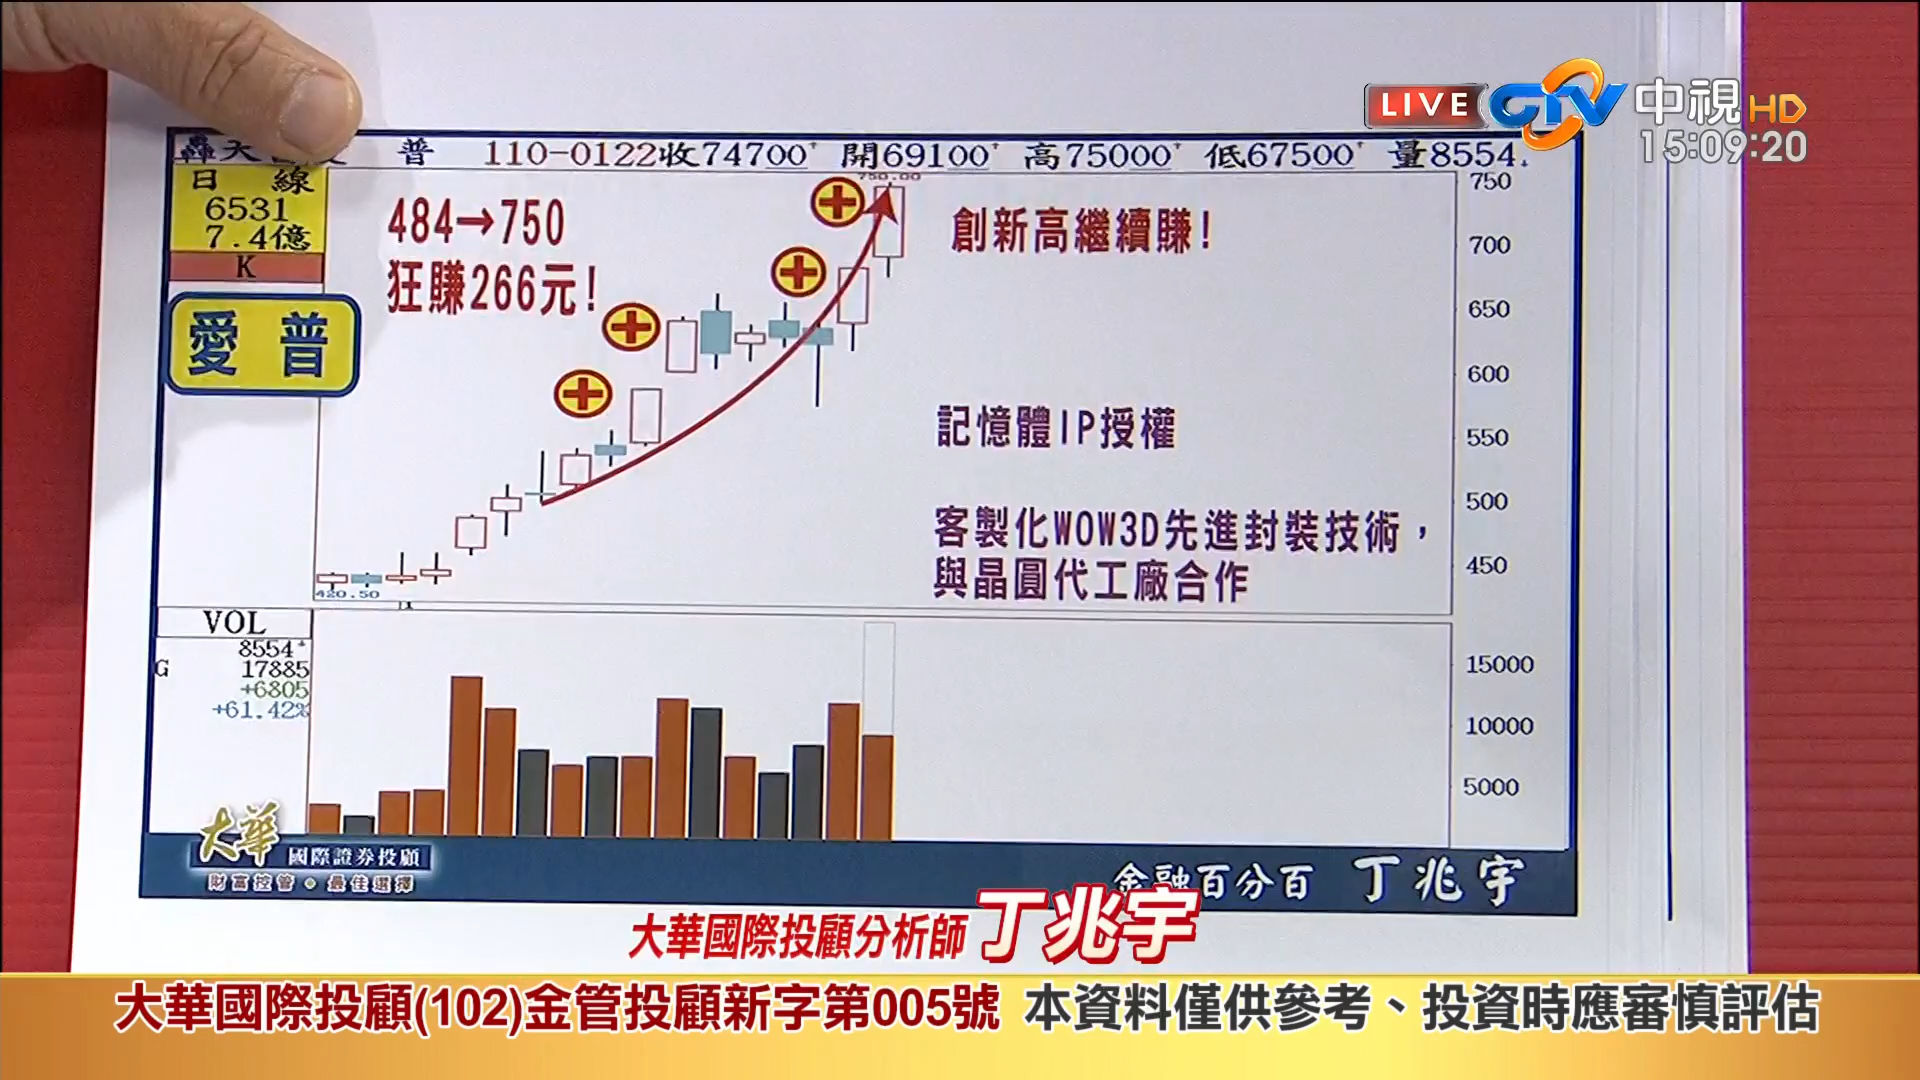 LIVE CTV 中視 HD
15:09:20
普 110-0122收74700 開69100 高75000 低67500 量8554
日 線
6531
7.4億
K
愛 普
484→750
狂賺266元!
創新高繼續賺!
750.00
記憶體IP授權
客製化WOW3D先進封裝技術，
與晶圓代工廠合作
420.50
750
700
650
600
550
500
450
VOL
8554
G 17885
+6805
+61.42%
15000
10000
5000
大華 國際證券投顧
財富控管 • 最佳選擇
金融百分百 丁兆宇
大華國際投顧分析師 丁兆宇
大華國際投顧(102)金管投顧新字第005號 本資料僅供參考、投資時應審慎評估